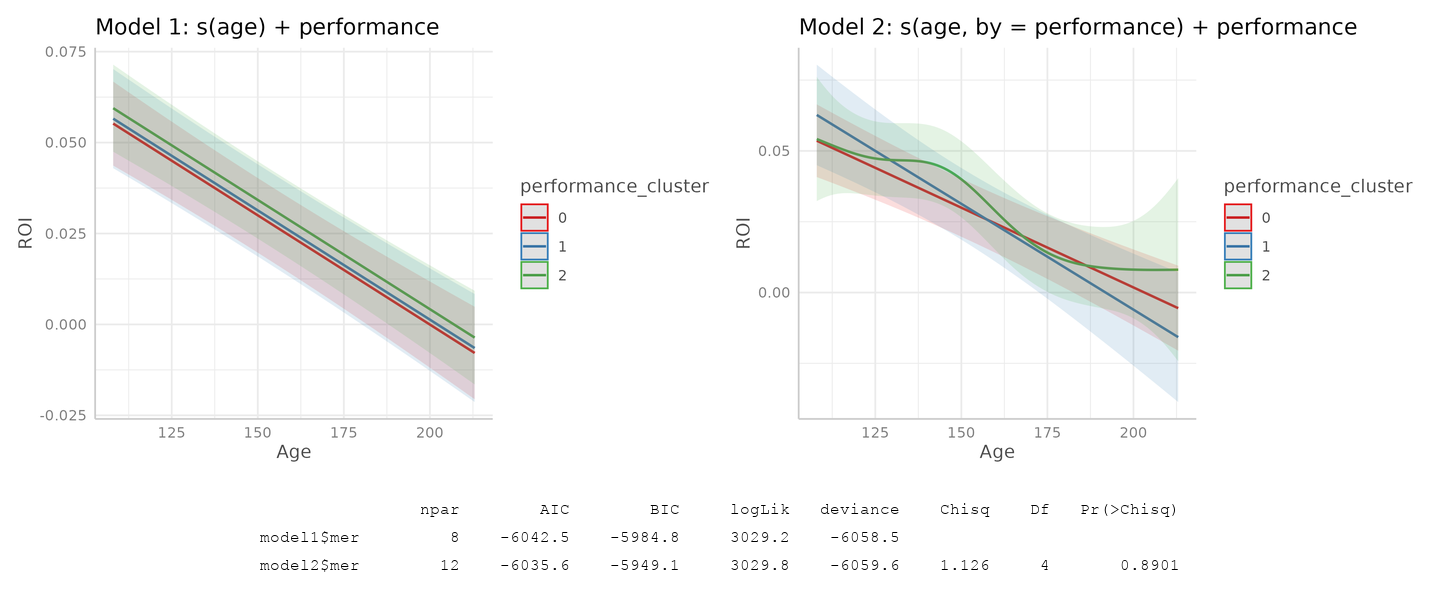 Model 1: s(age) + performance
0.075
0.050
0.025
0.000
-0.025
ROI
125 150 175 200
Age
performance_cluster
0
1
2
Model 2: s(age, by = performance) + performance
0.05
0.00
ROI
125 150 175 200
Age
performance_cluster
0
1
2
npar AIC BIC logLik deviance Chisq Df Pr(>Chisq)
model1$mer 8 -6042.5 -5984.8 3029.2 -6058.5
model2$mer 12 -6035.6 -5949.1 3029.8 -6059.6 1.126 4 0.8901